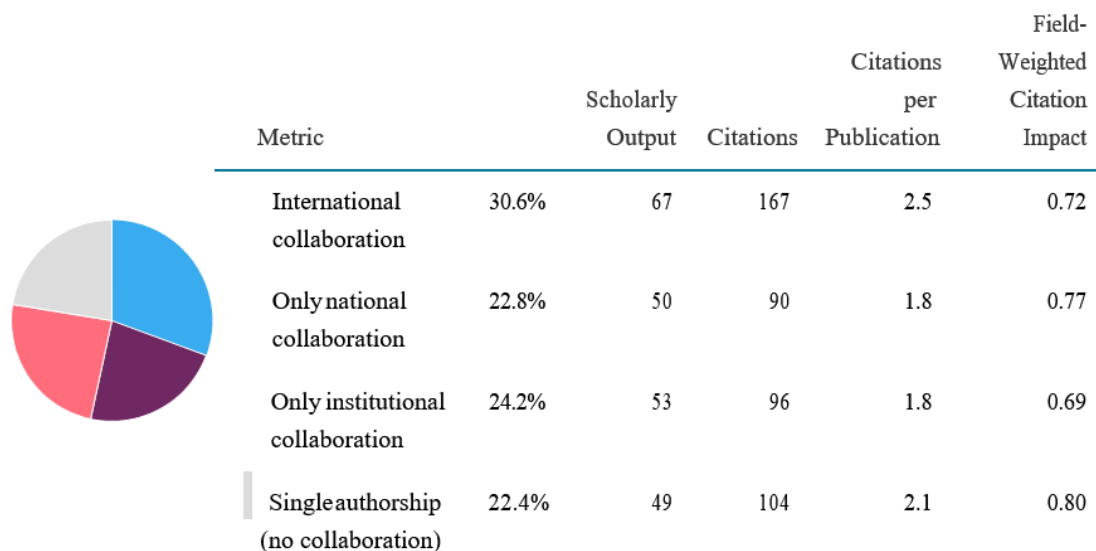 Field-
Weighted
Citations
Scholarly
per
Citation
Metric
Output
Citations
Publication
Impact
International
collaboration
30.6%
67
167
2.5
0.72
Only national
collaboration
22.8%
50
90
1.8
0.77
Only institutional
collaboration
24.2%
53
96
1.8
0.69
Single authorship
(no collaboration)
22.4%
49
104
2.1
0.80